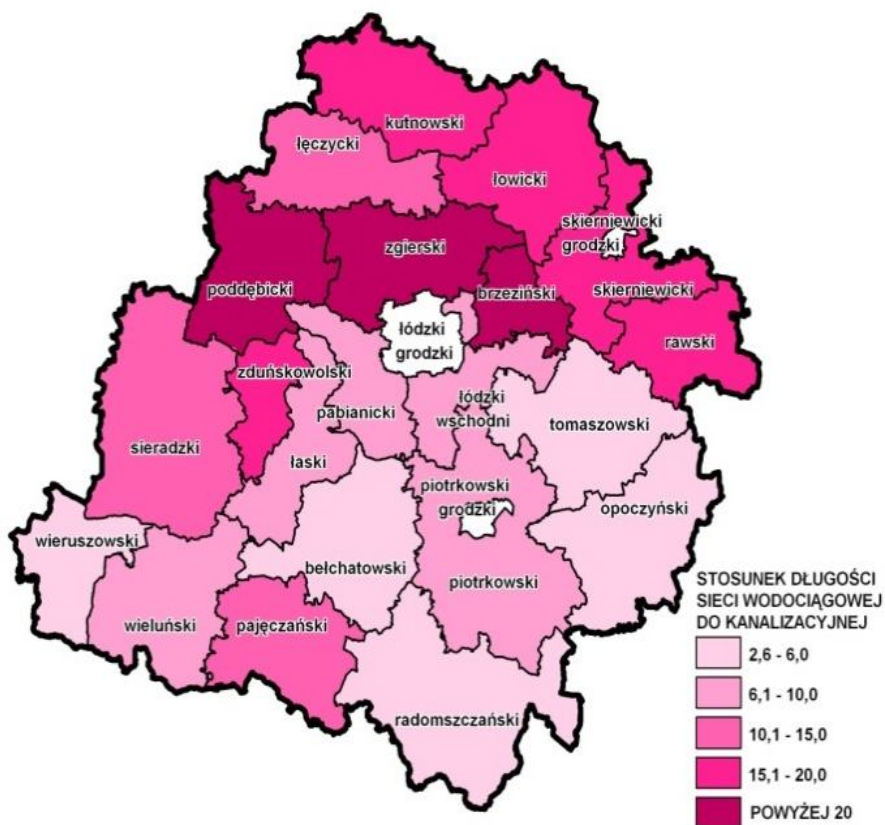 kutnowski
łęczycki
łowicki
skierniewicki
grodzki
zgierski
poddębicki
brzeziński
skierniewicki
łódzki
grodzki
rawski
zduńskowolski
łódzki
wschodni
pabianicki
tomaszowski
sieradzki
łaski
piotrkowski
grodzki
opoczyński
wieruszowski
bełchatowski
piotrkowski
wieluński
pajęczański
radomszczański
STOSUNEK DŁUGOŚCI
SIECI WODOCIĄGOWEJ
DO KANALIZACYJNEJ
2,6 - 6,0
6,1 - 10,0
10,1 - 15,0
15,1 - 20,0
POWYŻEJ 20